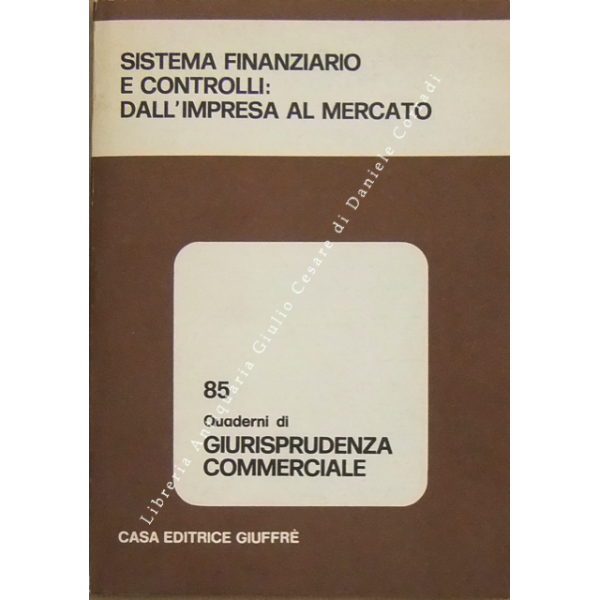 SISTEMA FINANZIARIO
E CONTROLLI:
DALL'IMPRESA AL MERCATO
85
Quaderni di
GIURISPRUDENZA
COMMERCIALE
CASA EDITRICE GIUFFRÈ
Libreria Antiquaria Giulio Cesare di Daniele Corradi